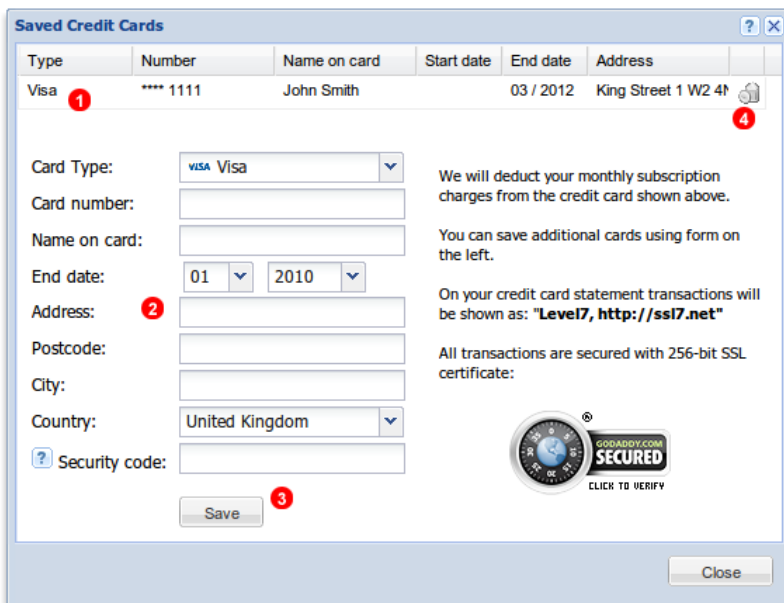 Saved Credit Cards
?
Type Number Name on card Start date End date Address
Visa **** 1111 John Smith 03 / 2012 King Street 1 W2 4N
1
4
Card Type: VISA Visa
Card number:
Name on card:
End date: 01 2010
2
Address:
Postcode:
City:
Country: United Kingdom
? Security code:
3
Save
We will deduct your monthly subscription
charges from the credit card shown above.
You can save additional cards using form on
the left.
On your credit card statement transactions will
be shown as: "Level7, http://ssl7.net"
All transactions are secured with 256-bit SSL
certificate:
®
GODADDY.COM
SECURED
CLICK TO VERIFY
Close